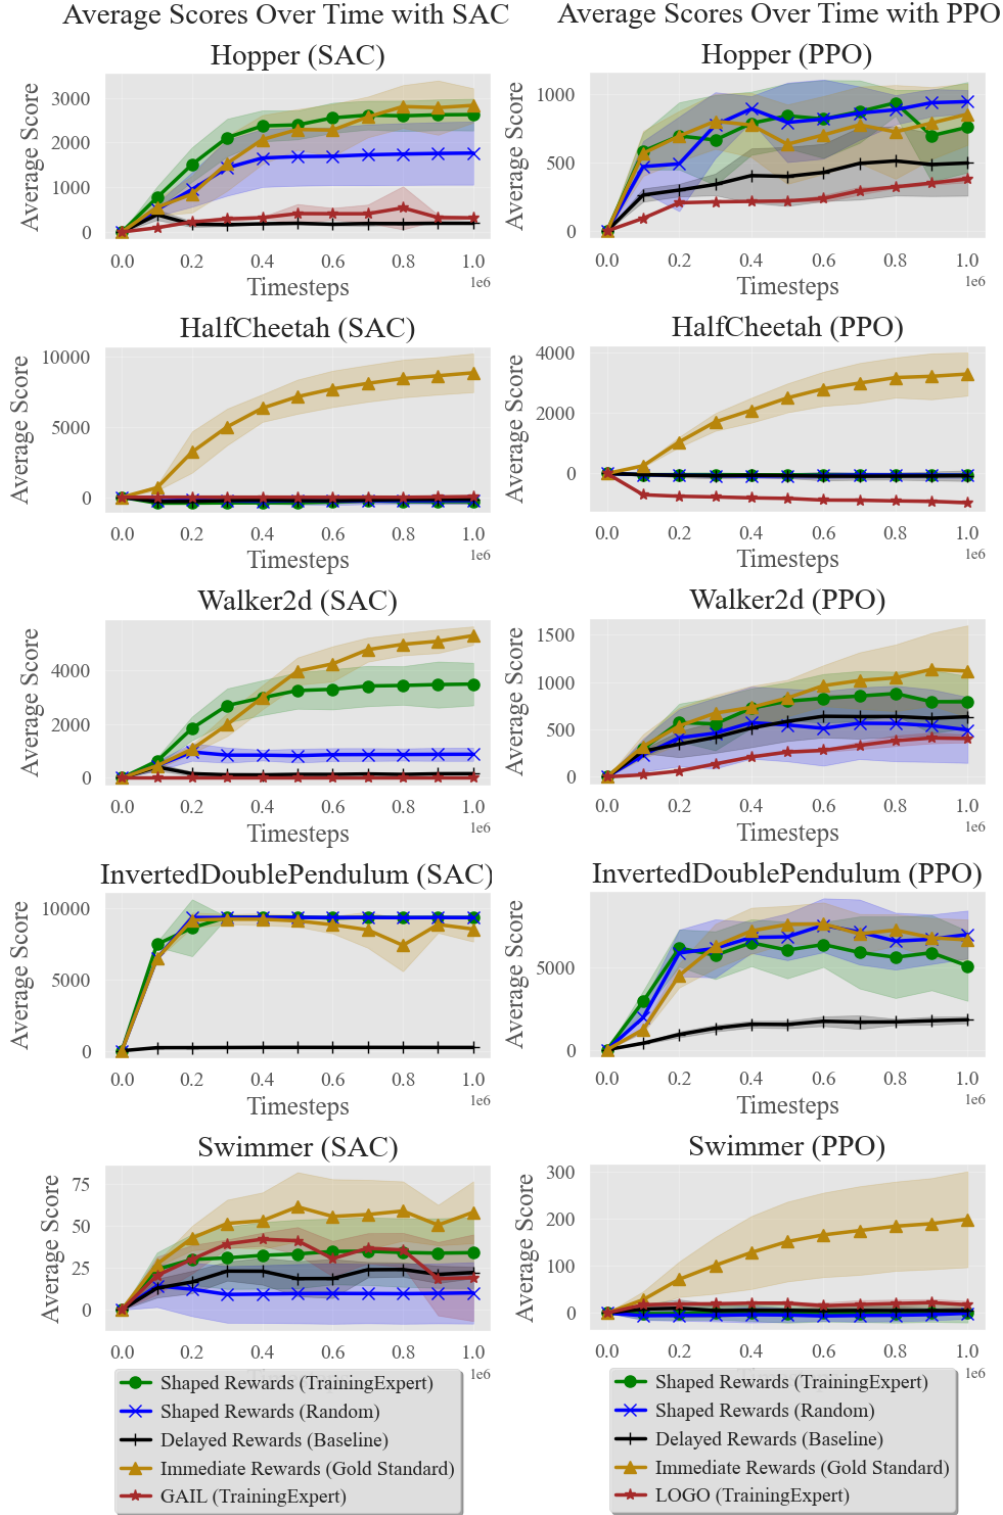 Average Scores Over Time with SAC
Average Scores Over Time with PPO
Hopper (SAC)
Average Score
3000
2000
1000
0
0.0 0.2 0.4 0.6 0.8 1.0
1e6
Timesteps
Hopper (PPO)
Average Score
1000
500
0
0.0 0.2 0.4 0.6 0.8 1.0
1e6
Timesteps
HalfCheetah (SAC)
Average Score
10000
5000
0
0.0 0.2 0.4 0.6 0.8 1.0
1e6
Timesteps
HalfCheetah (PPO)
Average Score
4000
2000
0
0.0 0.2 0.4 0.6 0.8 1.0
1e6
Timesteps
Walker2d (SAC)
Average Score
4000
2000
0
0.0 0.2 0.4 0.6 0.8 1.0
1e6
Timesteps
Walker2d (PPO)
Average Score
1500
1000
500
0
0.0 0.2 0.4 0.6 0.8 1.0
1e6
Timesteps
InvertedDoublePendulum (SAC)
Average Score
10000
5000
0
0.0 0.2 0.4 0.6 0.8 1.0
1e6
Timesteps
InvertedDoublePendulum (PPO)
Average Score
5000
0
0.0 0.2 0.4 0.6 0.8 1.0
1e6
Timesteps
Swimmer (SAC)
Average Score
75
50
25
0
0.0 0.2 0.4 0.6 0.8 1.0
1e6
Swimmer (PPO)
Average Score
300
200
100
0
0.0 0.2 0.4 0.6 0.8 1.0
1e6
Shaped Rewards (TrainingExpert)
Shaped Rewards (Random)
Delayed Rewards (Baseline)
Immediate Rewards (Gold Standard)
GAIL (TrainingExpert)
Shaped Rewards (TrainingExpert)
Shaped Rewards (Random)
Delayed Rewards (Baseline)
Immediate Rewards (Gold Standard)
LOGO (TrainingExpert)